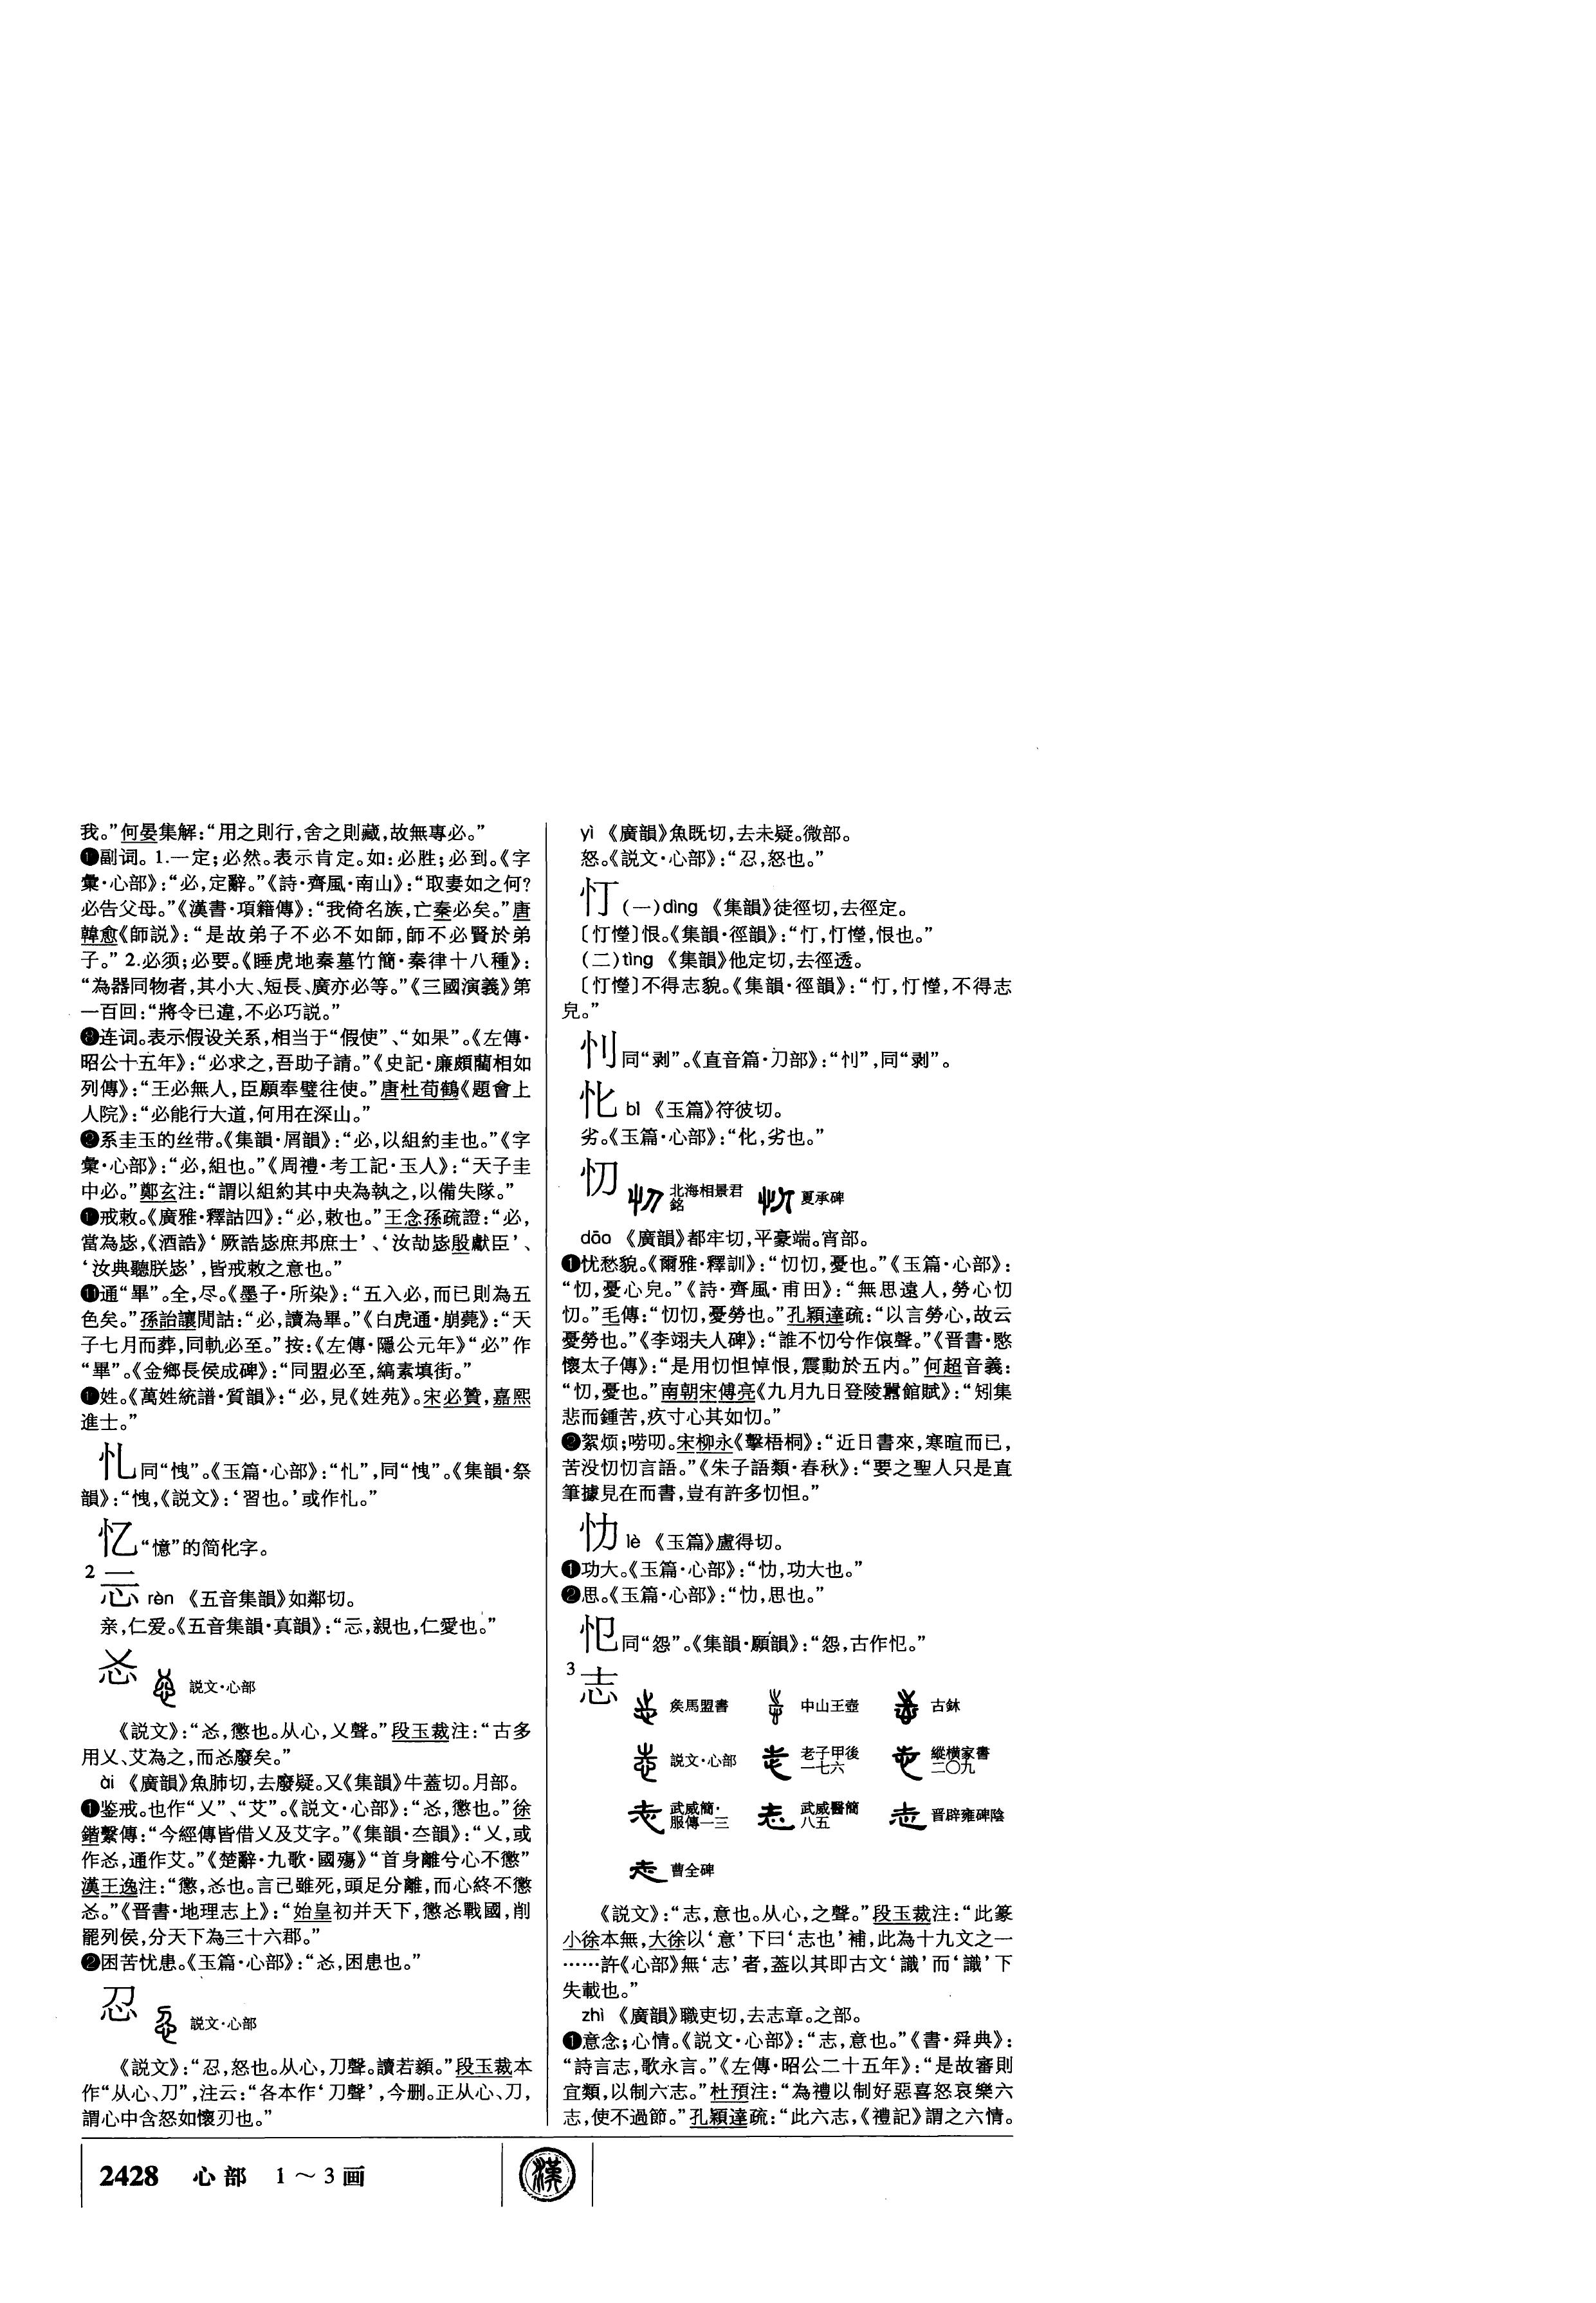 我。”何晏集解：“用之則行，舍之則藏，故無專必。”
❼副词。1.一定；必然。表示肯定。如：必胜；必到。《字
彙·心部》：“必，定辭。”《詩·齊風·南山》：“取妻如之何？
必告父母。”《漢書·項籍傳》：“我倚名族，亡秦必矣。”唐
韓愈《師説》：“是故弟子不必不如師，師不必賢於弟
子。”2.必须；必要。《睡虎地秦墓竹簡·秦律十八種》：
“為器同物者，其小大、短長、廣亦必等。”《三國演義》第
一百回：“將令已違，不必巧説。”
❽连词。表示假设关系，相当于“假使”、“如果”。《左傳·
昭公十五年》：“必求之，吾助子請。”《史記·廉頗藺相如
列傳》：“王必無人，臣願奉璧往使。”唐杜荀鶴《題會上
人院》：“必能行大道，何用在深山。”
系圭玉的丝带。《集韻·屑韻》：“必，以組約圭也。”《字
彙·心部》：“必，組也。”《周禮·考工記·玉人》：“天子圭
中必。”鄭玄注：“謂以組約其中央為執之，以備失隊。”
戒敕。《廣雅·釋詁四》：“必，敕也。”王念孫疏證：“必，
當為毖，《酒誥》‘厥誥毖庶邦庶士’、‘汝劼毖殷獻臣’、
‘汝典聽朕毖’，皆戒敕之意也。”
通“畢”。全，尽。《墨子·所染》：“五入必，而已則為五
色矣。”孫詒讓閒詁：“必，讀為畢。”《白虎通·崩薨》：“天
子七月而葬，同軌必至。”按：《左傳·隱公元年》“必”作
“畢”。《金鄉長侯成碑》：“同盟必至，縞素填街。”
姓。《萬姓統譜·質韻》：“必，見《姓苑》。宋必贊，嘉熙
進士。”
忚同“愧”。《玉篇·心部》：“忚”，同“愧”。《集韻·祭
韻》：“愧，《説文》：‘習也。’或作忚。”
忆“憶”的简化字。
2 忈 rèn 《五音集韻》如鄰切。
亲，仁爱。《五音集韻·真韻》：“忈，親也，仁愛也。”
㣻 説文·心部
《説文》：“㣻，懲也。从心，乂聲。”段玉裁注：“古多
用乂、艾為之，而㣻廢矣。”
ài 《廣韻》魚肺切，去廢疑。又《集韻》牛蓋切。月部。
❶鉴戒。也作“乂”、“艾”。《説文·心部》：“㣻，懲也。”徐
鍇繫傳：“今經傳皆借乂及艾字。”《集韻·夳韻》：“乂，或
作㣻，通作艾。”《楚辭·九歌·國殤》“首身離兮心不懲”
漢王逸注：“懲，㣻也。言己雖死，頭足分離，而心終不懲
㣻。”《晋書·地理志上》：“始皇初并天下，懲㣻戰國，削
罷列侯，分天下為三十六郡。”
❷困苦忧患。《玉篇·心部》：“㣻，困患也。”
㣼 説文·心部
《説文》：“㣼，怒也。从心，刀聲。讀若顡。”段玉裁本
作“从心、刀”，注云：“各本作‘刀聲’，今删。正从心、刀，
謂心中含怒如懷刃也。”
yì 《廣韻》魚既切，去未疑。微部。
怒。《説文·心部》：“㣼，怒也。”
忊 (一)dìng 《集韻》徒徑切，去徑定。
〔忊憕〕恨。《集韻·徑韻》：“忊，忊憕，恨也。”
(二)tìng 《集韻》他定切，去徑透。
〔忊憕〕不得志貌。《集韻·徑韻》：“忊，忊憕，不得志
皃。”
忉同“剥”。《直音篇·刀部》：“㣽”，同“剥”。
㣾 bǐ 《玉篇》符彼切。
劣。《玉篇·心部》：“㣾，劣也。”
忉 北海相景君銘 夏承碑
dāo 《廣韻》都牢切，平豪端。宵部。
❶忧愁貌。《爾雅·釋訓》：“忉忉，憂也。”《玉篇·心部》：
“忉，憂心皃。”《詩·齊風·甫田》：“無思遠人，勞心忉
忉。”毛傳：“忉忉，憂勞也。”孔穎達疏：“以言勞心，故云
憂勞也。”《李翊夫人碑》：“誰不忉兮作哀聲。”《晋書·愍
懷太子傳》：“是用忉怛悼恨，震動於五内。”何超音義：
“忉，憂也。”南朝宋傅亮《九月九日登陵囂館賦》：“矧集
悲而鍾苦，疚寸心其如忉。”
❷絮烦；唠叨。宋柳永《擊梧桐》：“近日書來，寒暄而已，
苦没忉忉言語。”《朱子語類·春秋》：“要之聖人只是直
筆據見在而書，豈有許多忉怛。”
忇 lè 《玉篇》盧得切。
❶功大。《玉篇·心部》：“忇，功大也。”
❷思。《玉篇·心部》：“忇，思也。”
㤆同“怨”。《集韻·願韻》：“怨，古作㤆。”
3 志 侯馬盟書 中山王壺 古鉢
説文·心部 老子甲後一七六 縱横家書二〇九
武威簡·服傳一三 武威醫簡八五 晋辟雍碑陰
曹全碑
《説文》：“志，意也。从心，之聲。”段玉裁注：“此篆
小徐本無，大徐以‘意’下曰‘志也’補，此為十九文之一
……許《心部》無‘志’者，蓋以其即古文‘識’而‘識’下
失載也。”
zhì 《廣韻》職吏切，去志章。之部。
❶意念；心情。《説文·心部》：“志，意也。”《書·舜典》：
“詩言志，歌永言。”《左傳·昭公二十五年》：“是故審則
宜類，以制六志。”杜預注：“為禮以制好惡喜怒哀樂六
志，使不過節。”孔穎達疏：“此六志，《禮記》謂之六情。
2428 心部 1～3画
漢